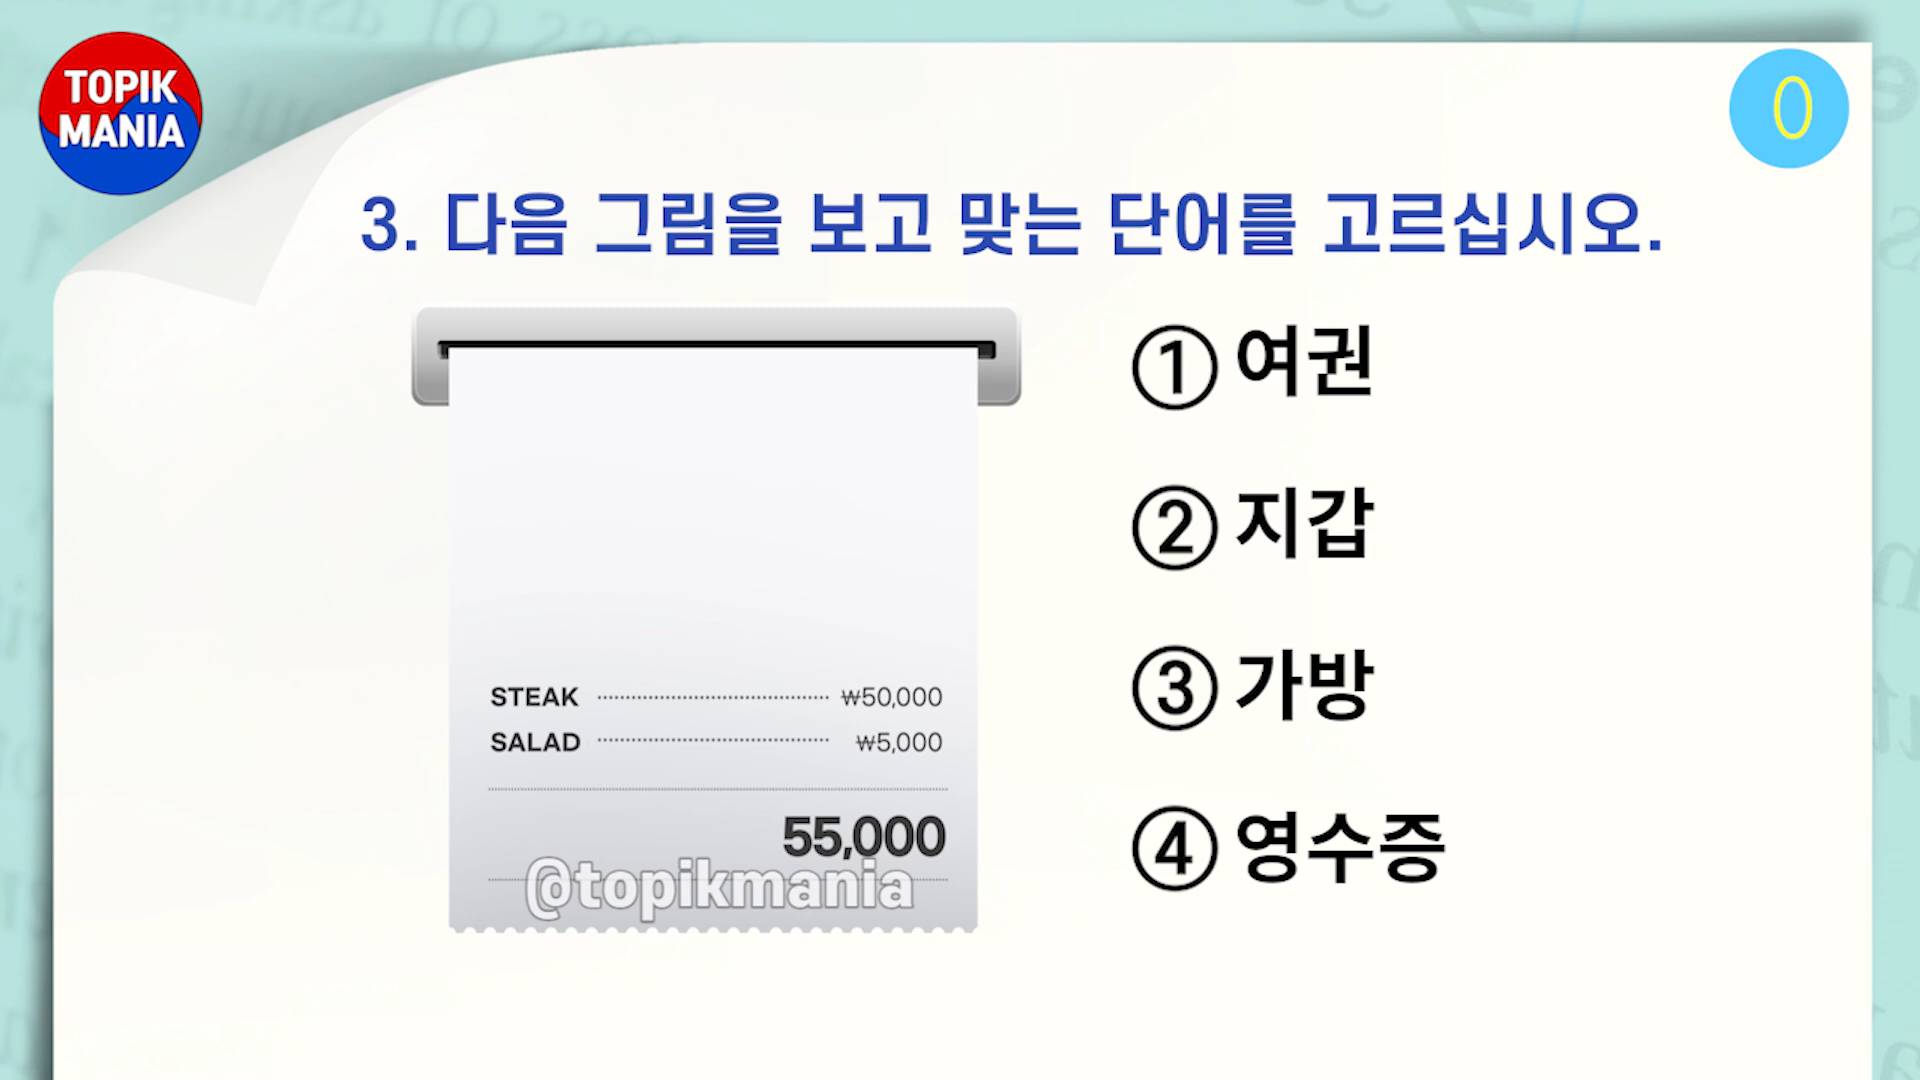 TOPIK
MANIA
0
3. 다음 그림을 보고 맞는 단어를 고르십시오.
① 여권
② 지갑
③ 가방
④ 영수증
STEAK ₩50,000
SALAD ₩5,000
55,000
@topikmania